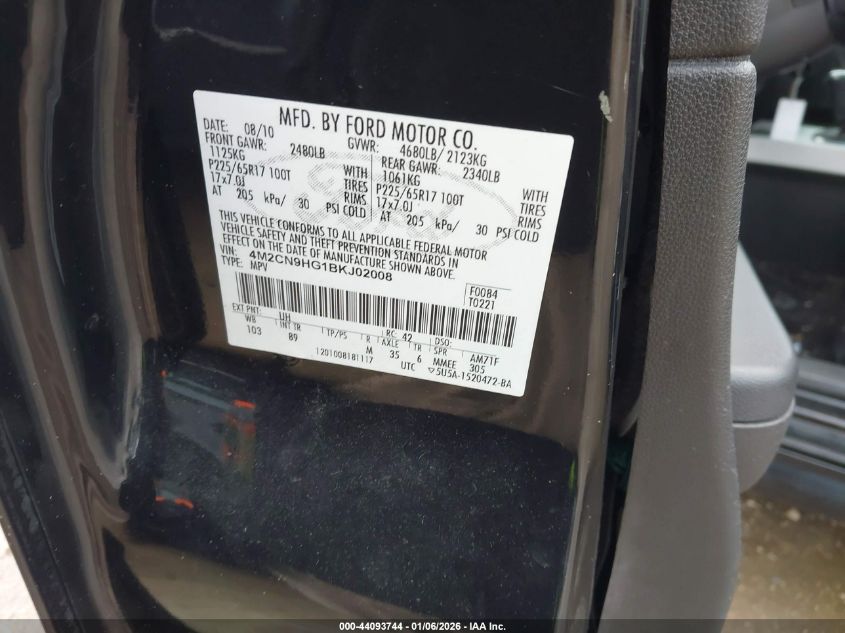 MFD. BY FORD MOTOR CO.
DATE: 08/10 GVWR: 4680LB/ 2123KG
FRONT GAWR: 2480LB REAR GAWR: 2340LB
1125KG WITH 1061KG WITH
P225/65R17 100T TIRES P225/65R17 100T TIRES
17x7.0J RIMS 17x7.0J RIMS
AT 205 kPa/ 30 PSI COLD AT 205 kPa/ 30 PSI COLD
THIS VEHICLE CONFORMS TO ALL APPLICABLE FEDERAL MOTOR
VEHICLE SAFETY AND THEFT PREVENTION STANDARDS IN
EFFECT ON THE DATE OF MANUFACTURE SHOWN ABOVE.
VIN: 4M2CN9HG1BKJ02008
TYPE: MPV
F0084
T0221
EXT PNT: UH RC: 42 DSO:
WB INT TR TP/PS R AXLE TR SPR AM7TF
103 89 M 35 6 MMEE 305
1201008181117 UTC ▽5U5A-1520472-BA
000-44093744 | 01/06/2026 - IAA Inc.